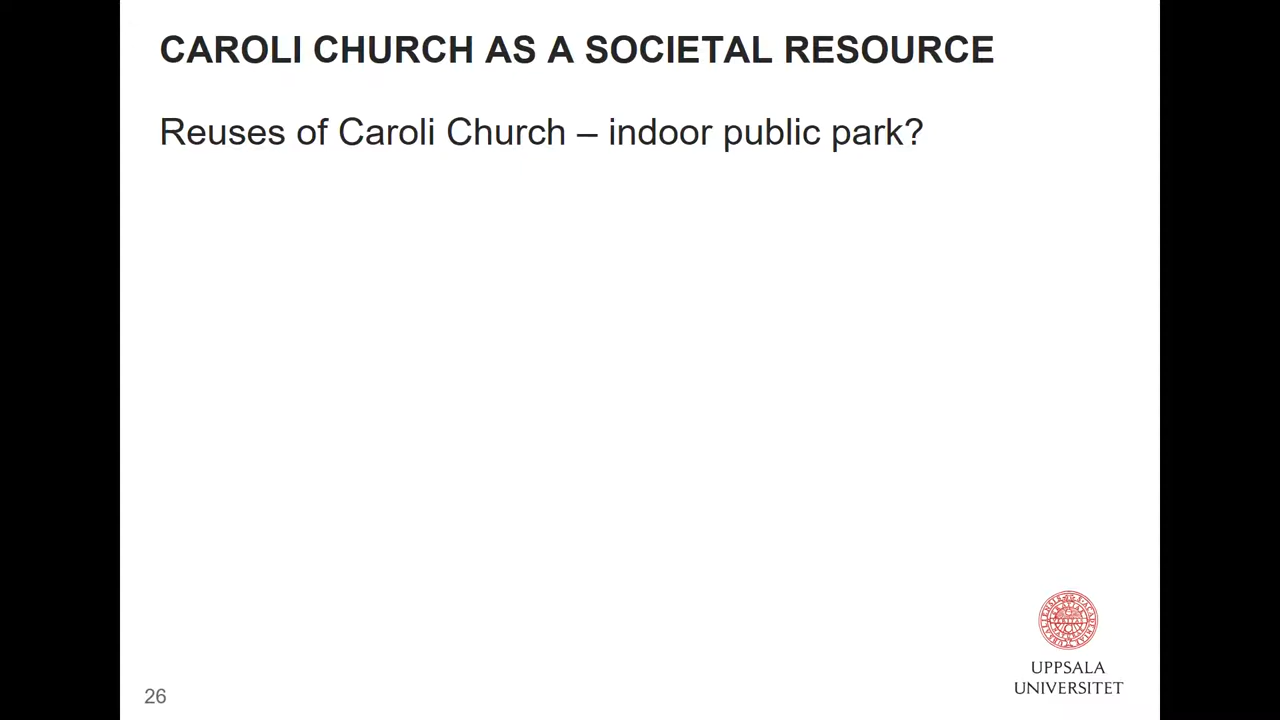 CAROLI CHURCH AS A SOCIETAL RESOURCE
Reuses of Caroli Church – indoor public park?
UPPSALA
UNIVERSITET
26